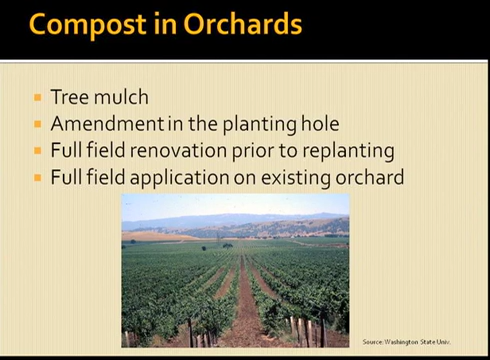 Compost in Orchards
Tree mulch
Amendment in the planting hole
Full field renovation prior to replanting
Full field application on existing orchard
Source: Washington State Univ.